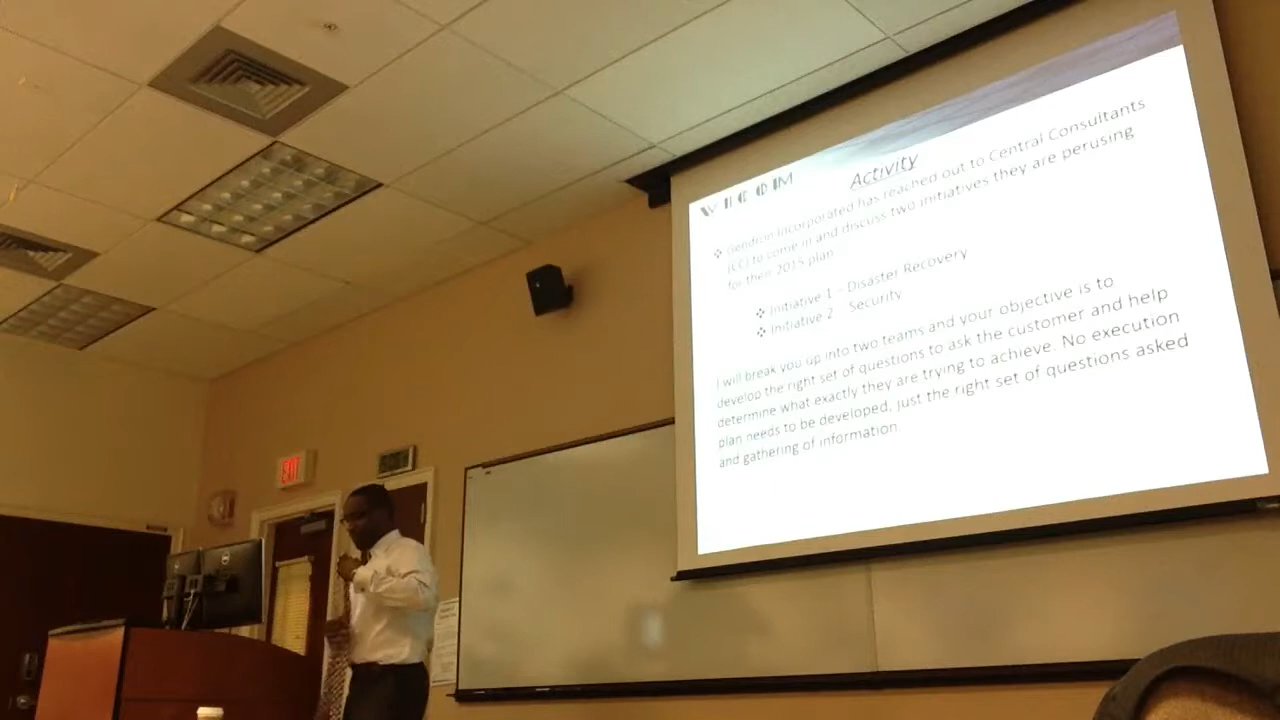 VICOM
Activity
❖ Gendron Incorporated has reached out to Central Consultants
(CC) to come in and discuss two initiatives they are perusing
for their 2015 plan
❖ Initiative 1 - Disaster Recovery
❖ Initiative 2 Security
I will break you up into two teams and your objective is to
develop the right set of questions to ask the customer and help
determine what exactly they are trying to achieve. No execution
plan needs to be developed, just the right set of questions asked
and gathering of information
EXIT